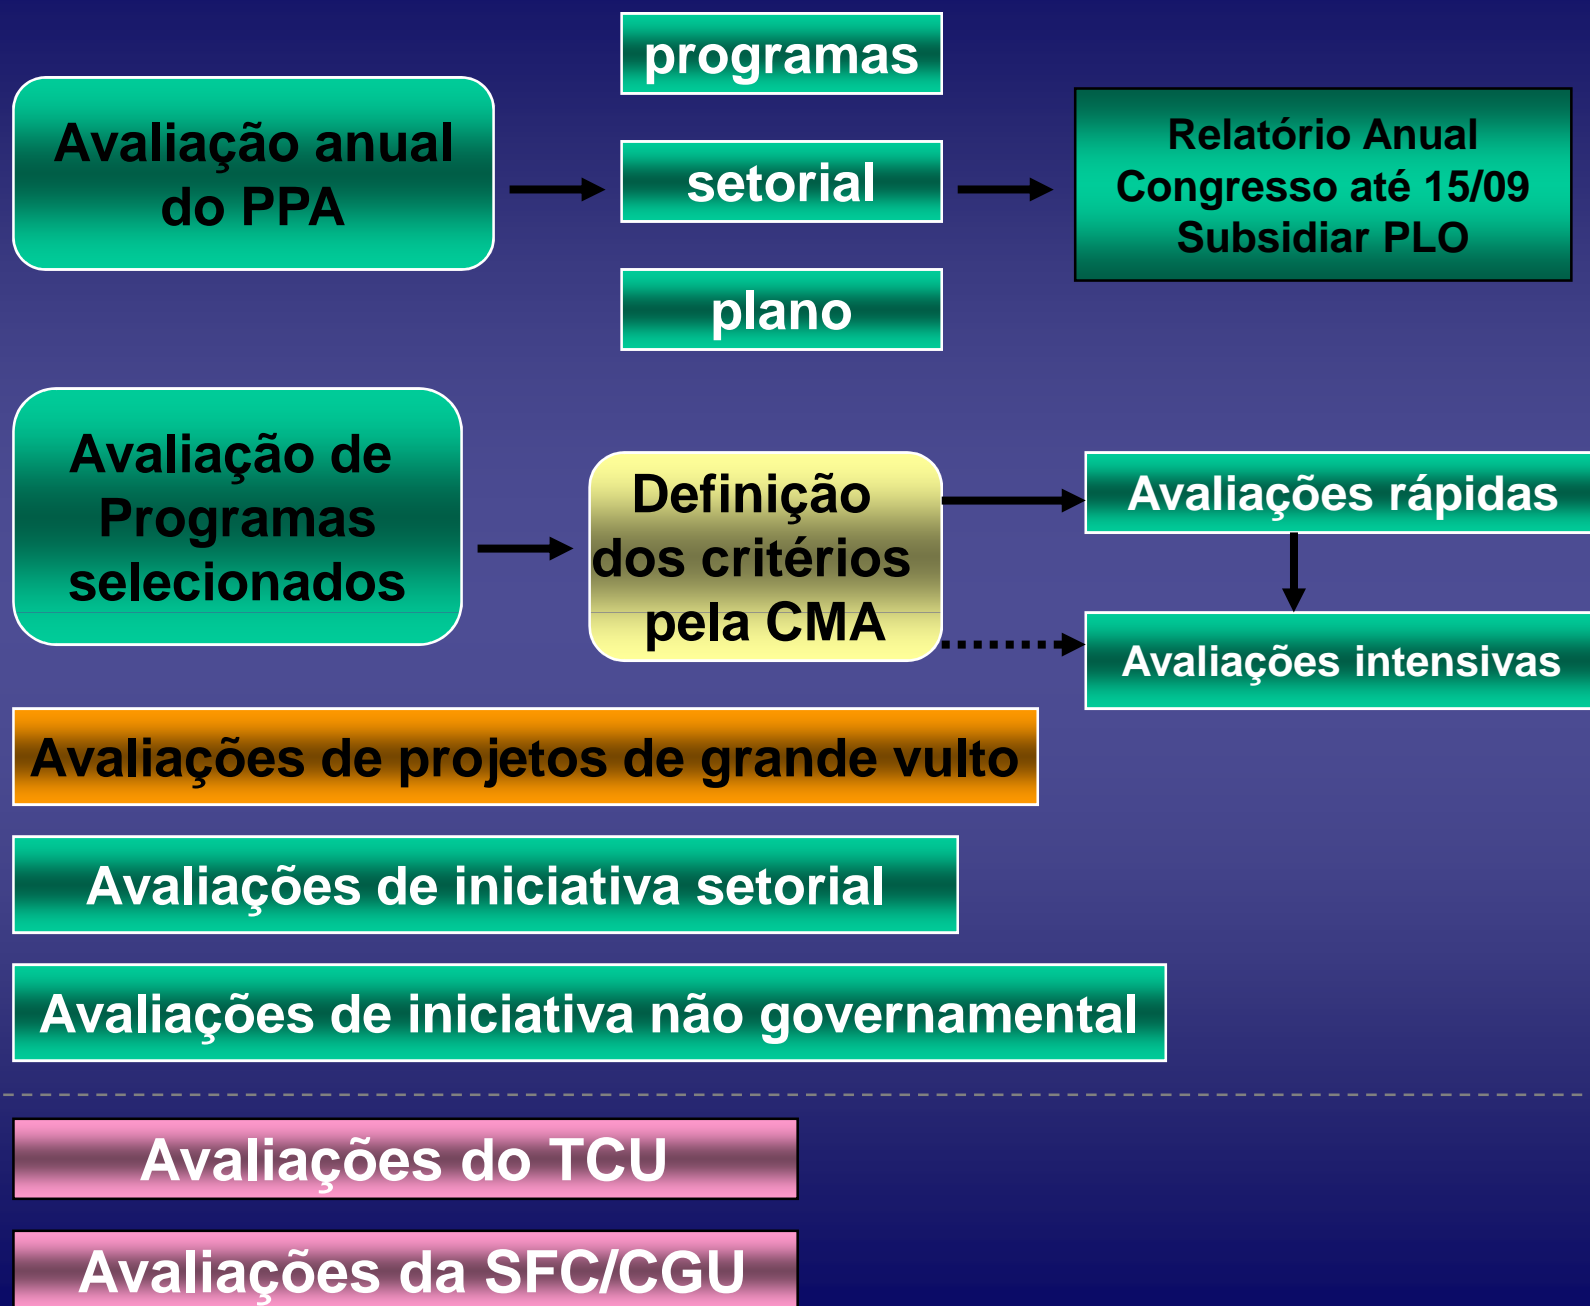 programas
Avaliação anual
do PPA
setorial
plano
Relatório Anual
Congresso até 15/09
Subsidiar PLO
Avaliação de
Programas
selecionados
Definição
dos critérios
pela CMA
Avaliações rápidas
Avaliações intensivas
Avaliações de projetos de grande vulto
Avaliações de iniciativa setorial
Avaliações de iniciativa não governamental
Avaliações do TCU
Avaliações da SFC/CGU